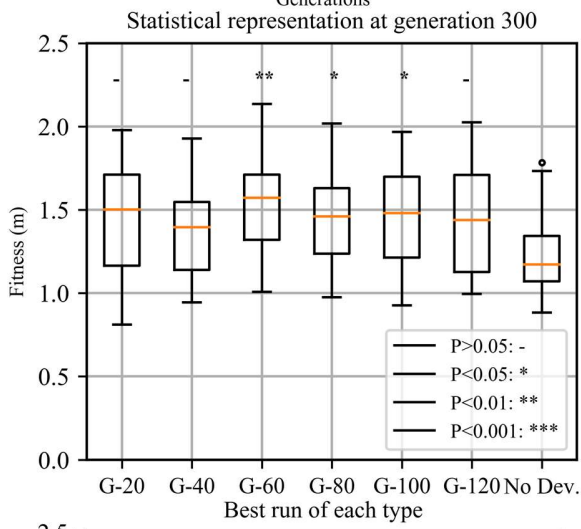 Generations
Statistical representation at generation 300
2.5
- - ** * * -
2.0
1.5
Fitness (m)
1.0
P>0.05: -
P<0.05: *
P<0.01: **
P<0.001: ***
0.5
0.0
G-20 G-40 G-60 G-80 G-100 G-120 No Dev.
Best run of each type
2.5